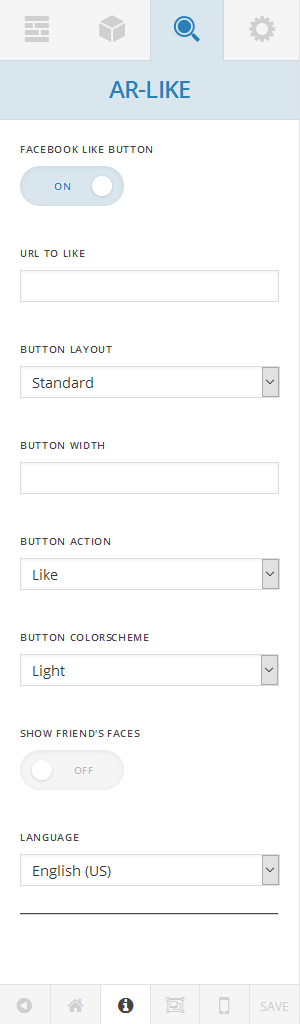 AR-LIKE
FACEBOOK LIKE BUTTON
ON
URL TO LIKE
BUTTON LAYOUT
Standard
BUTTON WIDTH
BUTTON ACTION
Like
BUTTON COLORSCHEME
Light
SHOW FRIEND'S FACES
OFF
LANGUAGE
English (US)
SAVE